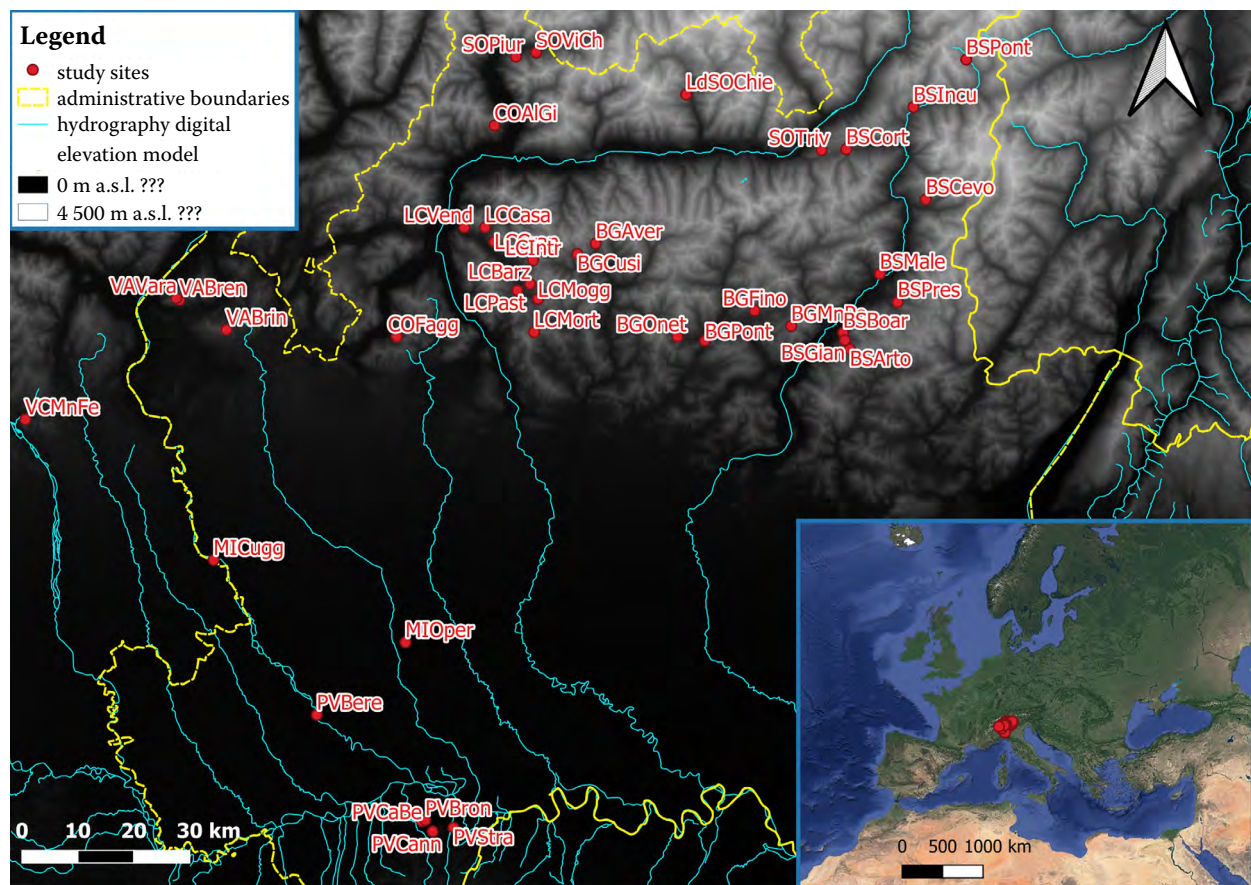 Legend
study sites
administrative boundaries
hydrography digital
elevation model
0 m a.s.l. ???
4 500 m a.s.l. ???
SOPiur
SOViCh
BSPont
LdSOChie
BSIncu
COAlGi
SOTriv
BSCort
BSCevo
LCVend
LCCasa
LCIntr
BGAver
BGCusi
LCBarz
BSMale
VAVara
VABren
LCPast
LCMogg
BSPres
VABrin
COFagg
LCMort
BGFino
BGOnet
BGPont
BSBoar
BSGian
BSArto
VCMnFe
MICugg
MIOper
PVBere
PVCaBe
PVBron
PVCann
PVStra
0 10 20 30 km
0 500 1000 km